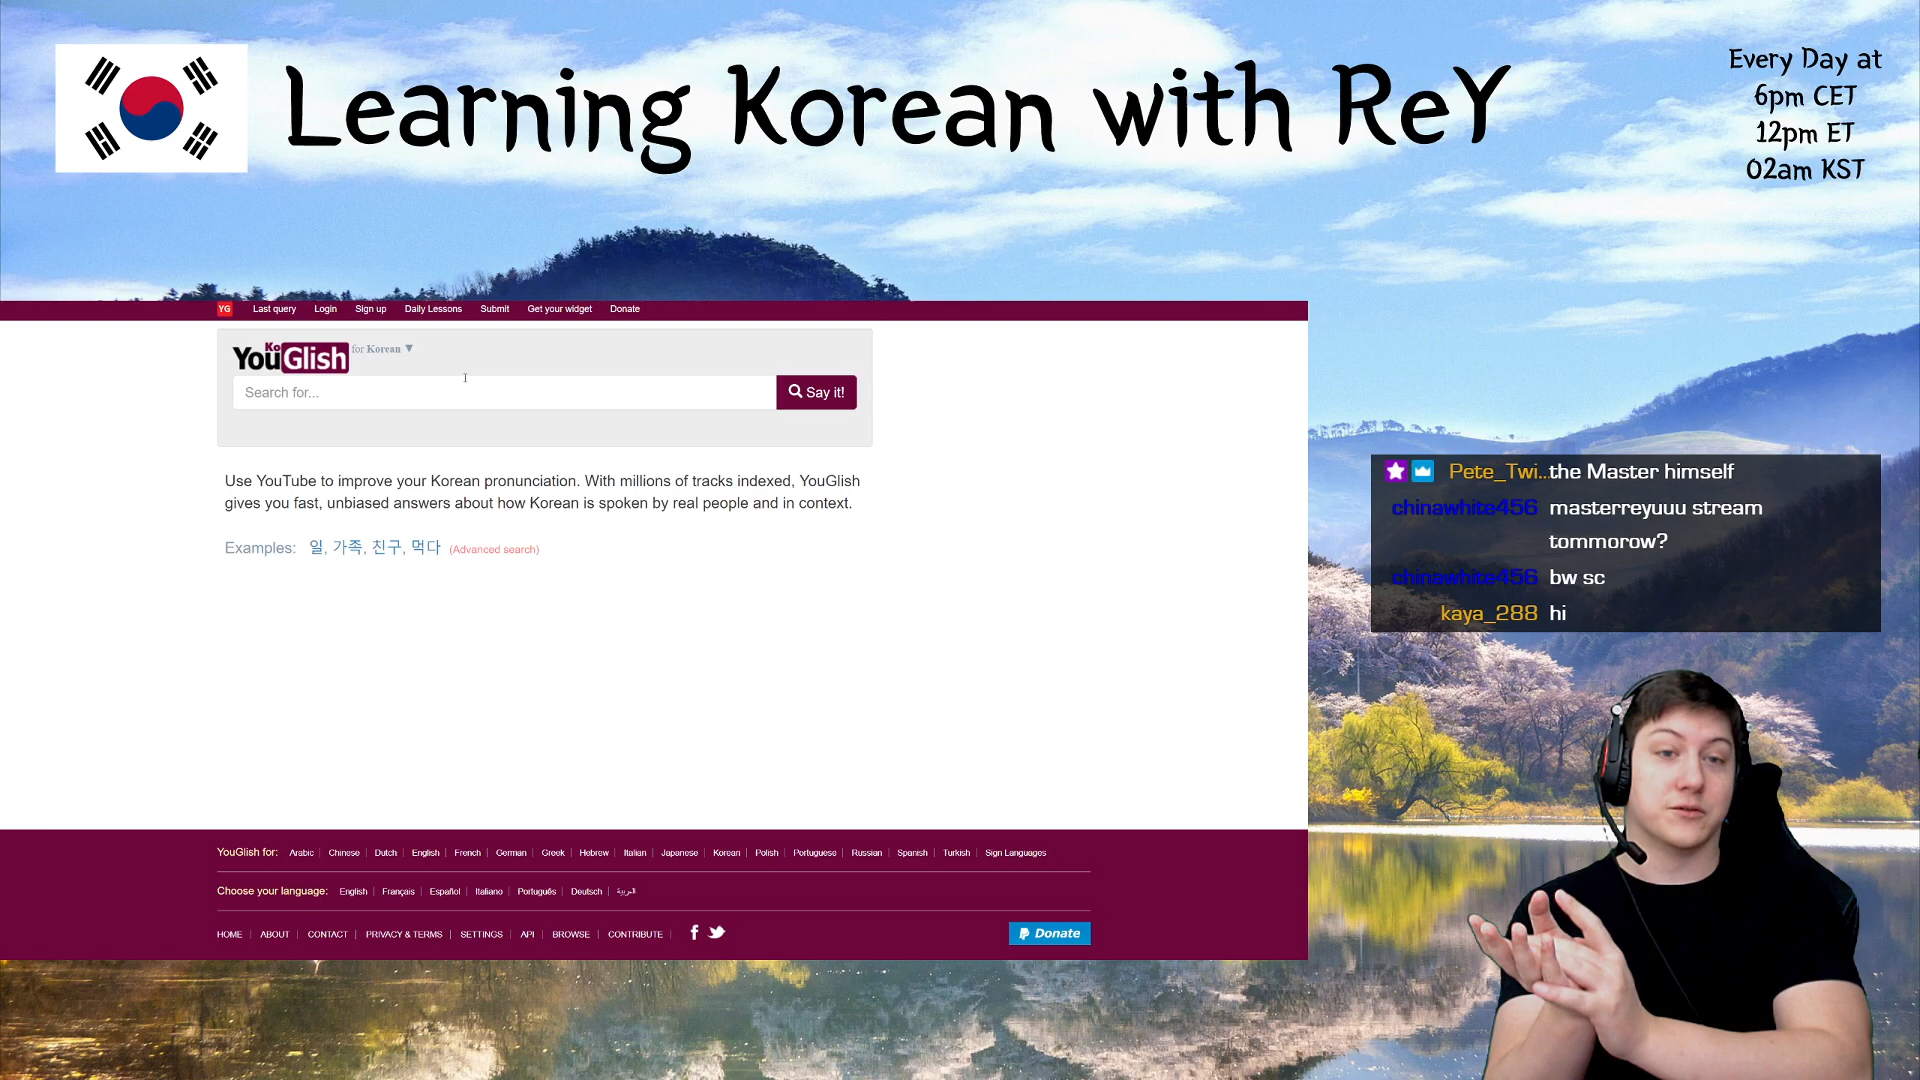 Learning Korean with ReY
Every Day at
6pm CET
12pm ET
02am KST
YG Last query Login Sign up Daily Lessons Submit Get your widget Donate
YouGlish Ko for Korean ▼
Search for...
Say it!
Use YouTube to improve your Korean pronunciation. With millions of tracks indexed, YouGlish
gives you fast, unbiased answers about how Korean is spoken by real people and in context.
Examples: 일, 가족, 친구, 먹다 (Advanced search)
Pete_Twi... the Master himself
chinawhite456 masterreyuuu stream
tommorow?
chinawhite456 bw sc
kaya_288 hi
YouGlish for: Arabic | Chinese | Dutch | English | French | German | Greek | Hebrew | Italian | Japanese | Korean | Polish | Portuguese | Russian | Spanish | Turkish | Sign Languages
Choose your language: English | Français | Español | Italiano | Português | Deutsch | العربية
HOME | ABOUT | CONTACT | PRIVACY & TERMS | SETTINGS | API | BROWSE | CONTRIBUTE |
Donate